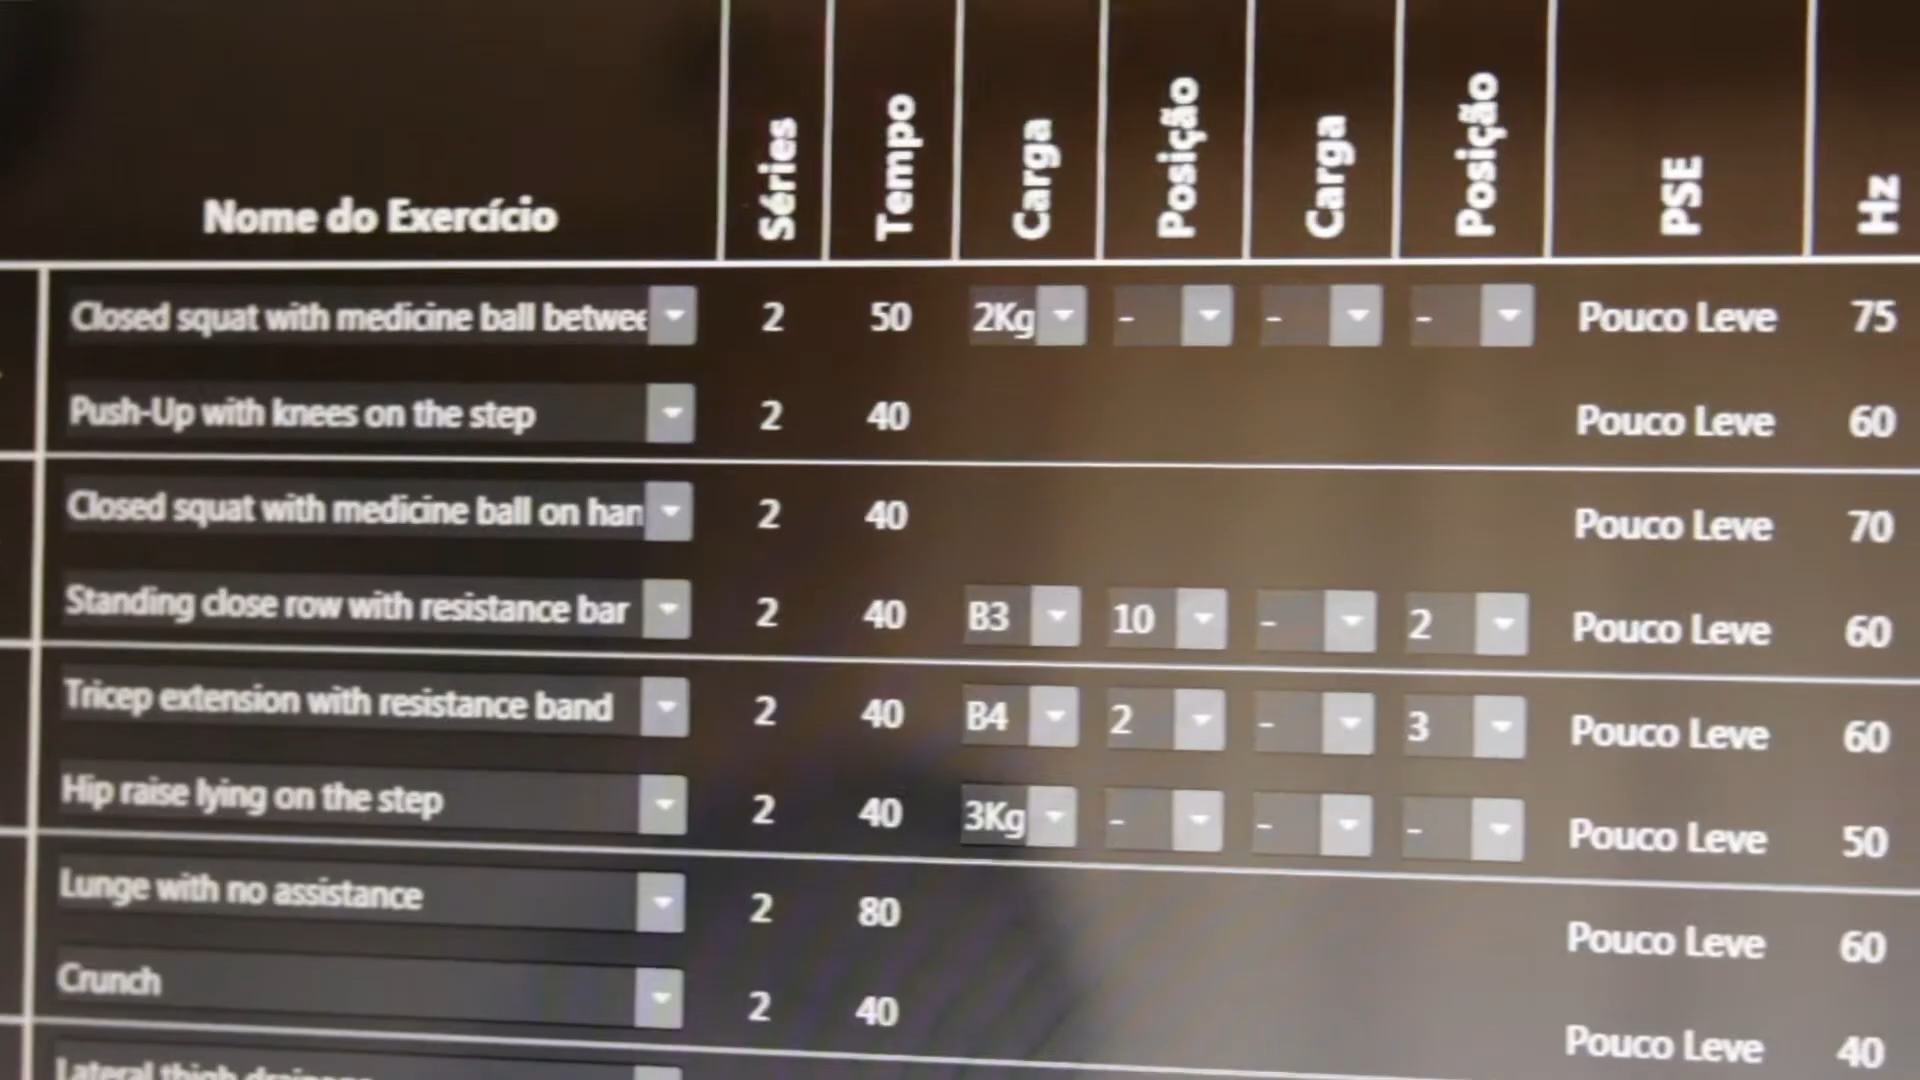 Nome do Exercício Séries Tempo Carga Posição Carga Posição PSE Hz
Closed squat with medicine ball betwee 2 50 2Kg - - - Pouco Leve 75
Push-Up with knees on the step 2 40 Pouco Leve 60
Closed squat with medicine ball on han 2 40 Pouco Leve 70
Standing close row with resistance bar 2 40 B3 10 - 2 Pouco Leve 60
Tricep extension with resistance band 2 40 B4 2 - 3 Pouco Leve 60
Hip raise lying on the step 2 40 3Kg - - - Pouco Leve 50
Lunge with no assistance 2 80 Pouco Leve 60
Crunch 2 40 Pouco Leve 40
Lateral thigh